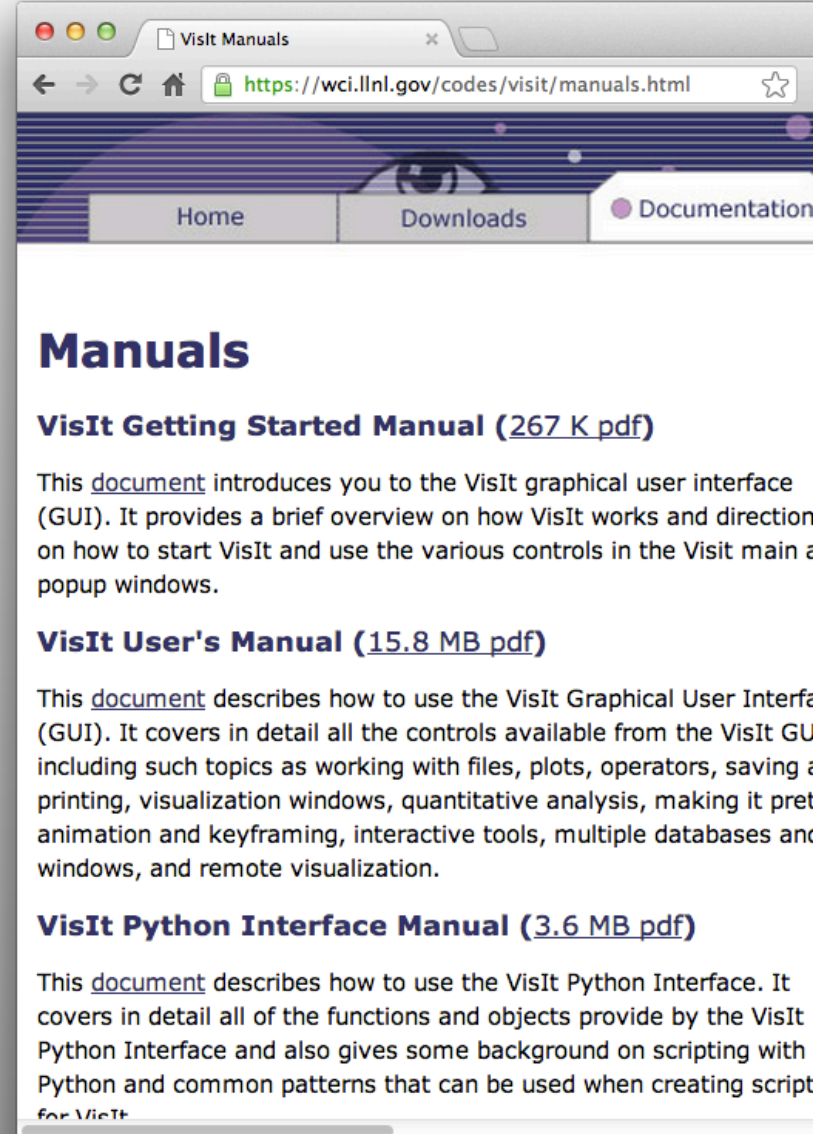 VisIt Manuals
https://wci.llnl.gov/codes/visit/manuals.html
Home
Downloads
Documentation
Manuals
VisIt Getting Started Manual (267 K pdf)
This document introduces you to the VisIt graphical user interface
(GUI). It provides a brief overview on how VisIt works and direction
on how to start VisIt and use the various controls in the Visit main a
popup windows.
VisIt User's Manual (15.8 MB pdf)
This document describes how to use the VisIt Graphical User Interfa
(GUI). It covers in detail all the controls available from the VisIt GU
including such topics as working with files, plots, operators, saving a
printing, visualization windows, quantitative analysis, making it pret
animation and keyframing, interactive tools, multiple databases and
windows, and remote visualization.
VisIt Python Interface Manual (3.6 MB pdf)
This document describes how to use the VisIt Python Interface. It
covers in detail all of the functions and objects provide by the VisIt
Python Interface and also gives some background on scripting with
Python and common patterns that can be used when creating script
for VisIt